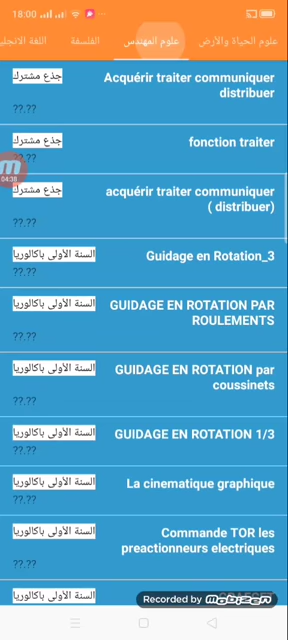 18:00
علوم الحياة والأرض علوم المهندس الفلسفة اللغة الانجلي
Acquérir traiter communiquer
distribuer
جذع مشترك
??.??
fonction traiter
جذع مشترك
??.??
04:38
acquérir traiter communiquer
( distribuer)
جذع مشترك
??.??
Guidage en Rotation_3
السنة الأولى باكالوريا
??.??
GUIDAGE EN ROTATION PAR
ROULEMENTS
السنة الأولى باكالوريا
??.??
GUIDAGE EN ROTATION par
coussinets
السنة الأولى باكالوريا
??.??
GUIDAGE EN ROTATION 1/3
السنة الأولى باكالوريا
??.??
La cinematique graphique
السنة الأولى باكالوريا
??.??
Commande TOR les
preactionneurs electriques
السنة الأولى باكالوريا
??.??
السنة الأولى باكالوريا
Recorded by mobizen